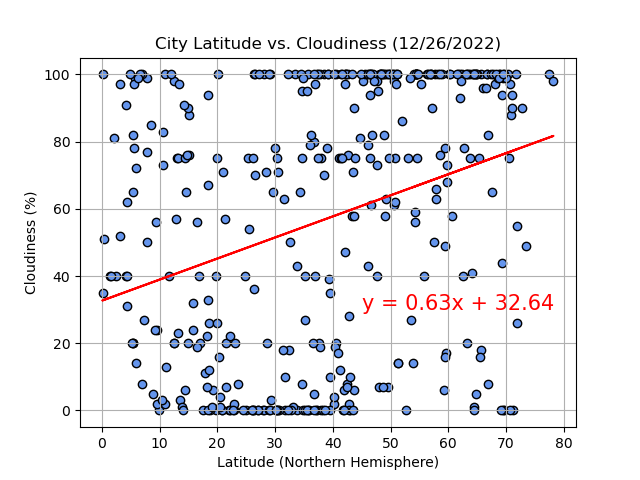 City Latitude vs. Cloudiness (12/26/2022)
100
80
60
40
20
0
Cloudiness (%)
y = 0.63x + 32.64
0 10 20 30 40 50 60 70 80
Latitude (Northern Hemisphere)